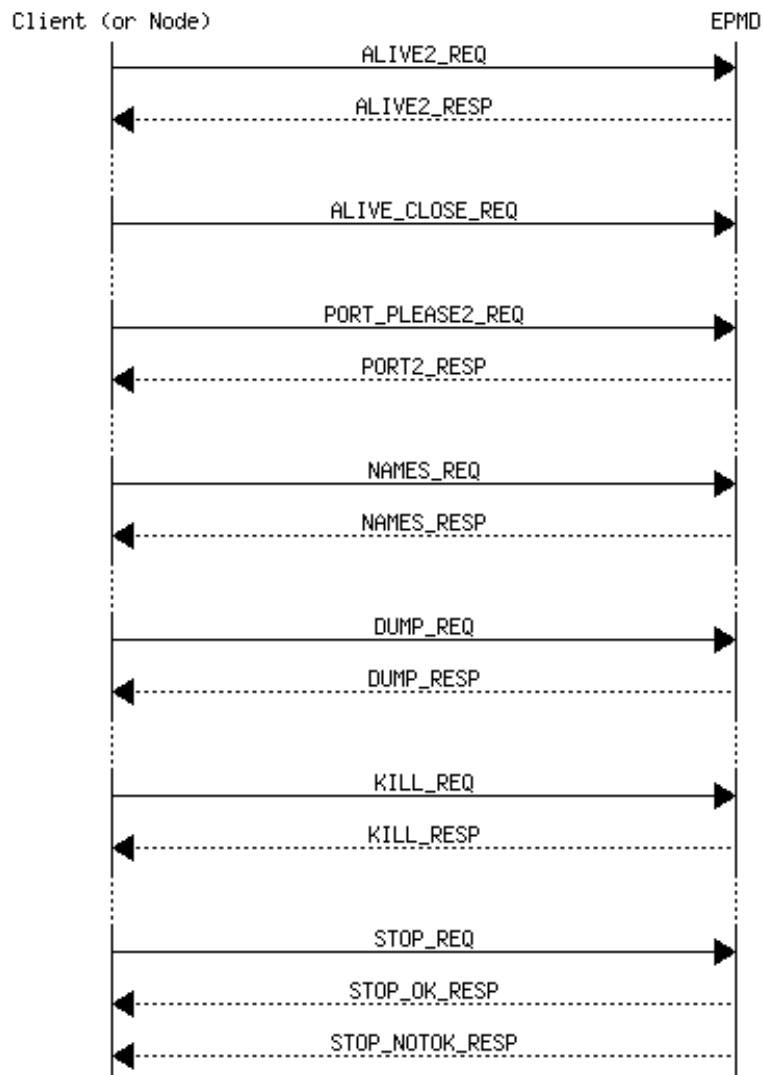 Client (or Node) EPMD
ALIVE2_REQ
ALIVE2_RESP
ALIVE_CLOSE_REQ
PORT_PLEASE2_REQ
PORT2_RESP
NAMES_REQ
NAMES_RESP
DUMP_REQ
DUMP_RESP
KILL_REQ
KILL_RESP
STOP_REQ
STOP_OK_RESP
STOP_NOTOK_RESP